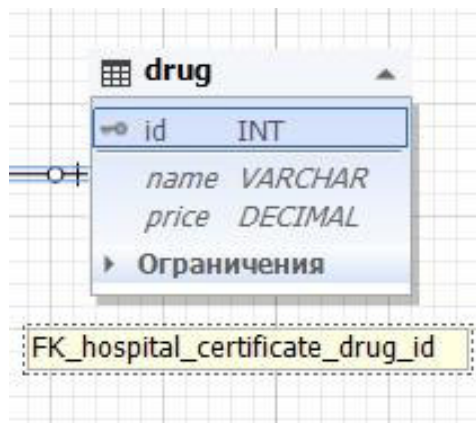 drug
id INT
name VARCHAR
price DECIMAL
Ограничения
FK_hospital_certificate_drug_id